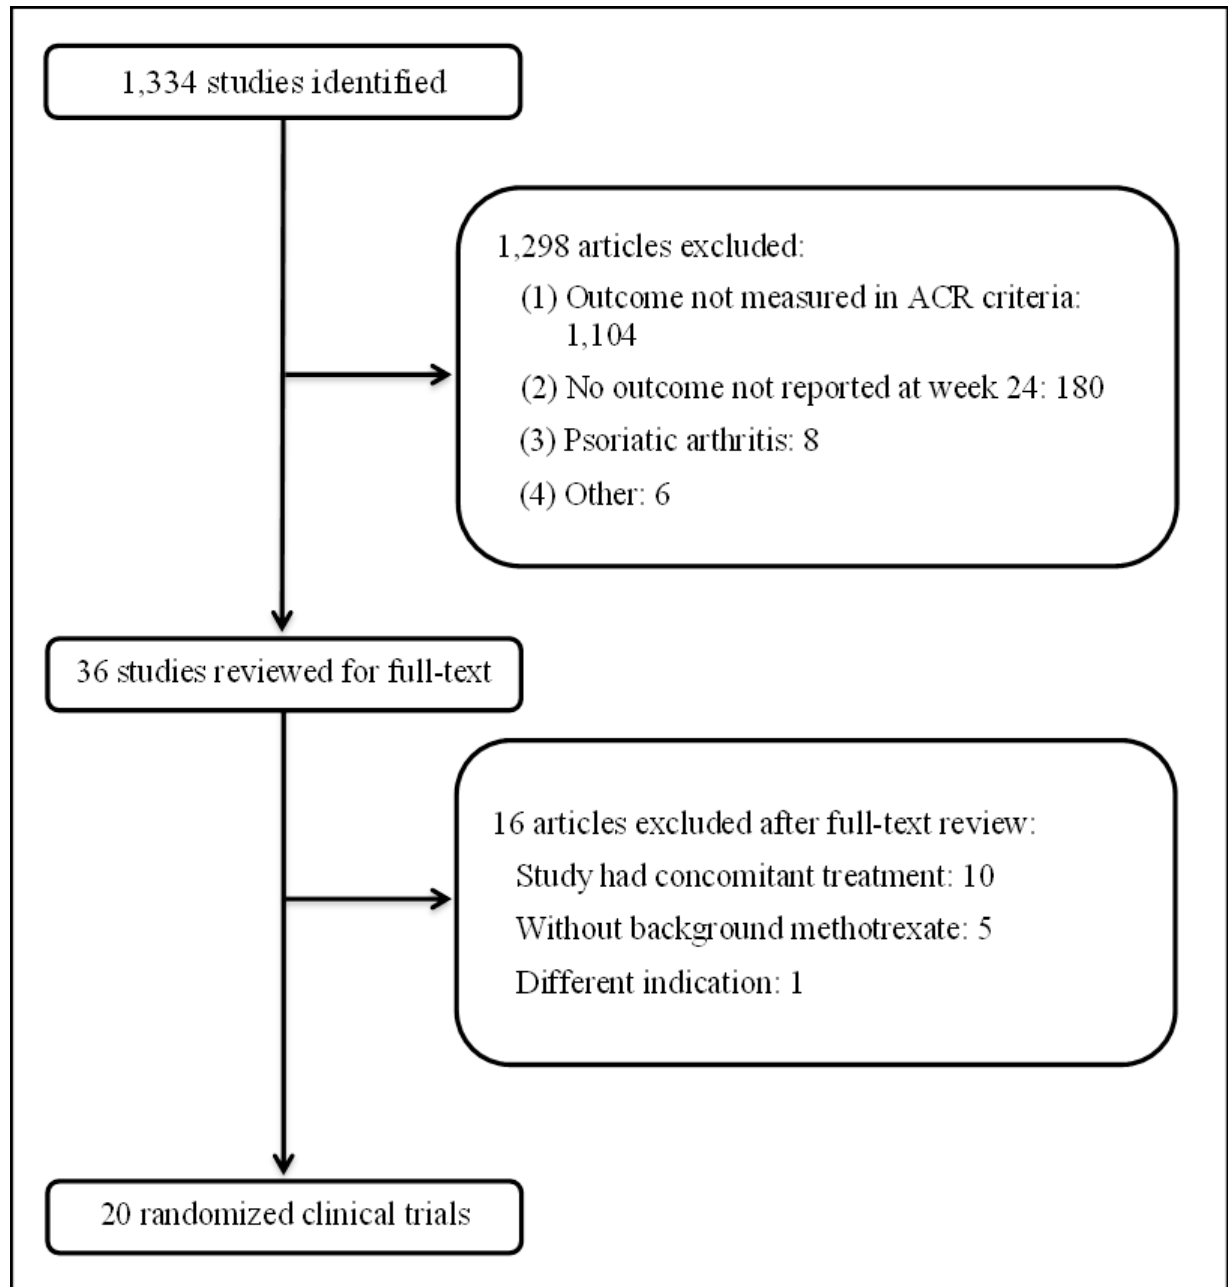 1,334 studies identified
1,298 articles excluded:
(1) Outcome not measured in ACR criteria:
1,104
(2) No outcome not reported at week 24: 180
(3) Psoriatic arthritis: 8
(4) Other: 6
36 studies reviewed for full-text
16 articles excluded after full-text review:
Study had concomitant treatment: 10
Without background methotrexate: 5
Different indication: 1
20 randomized clinical trials